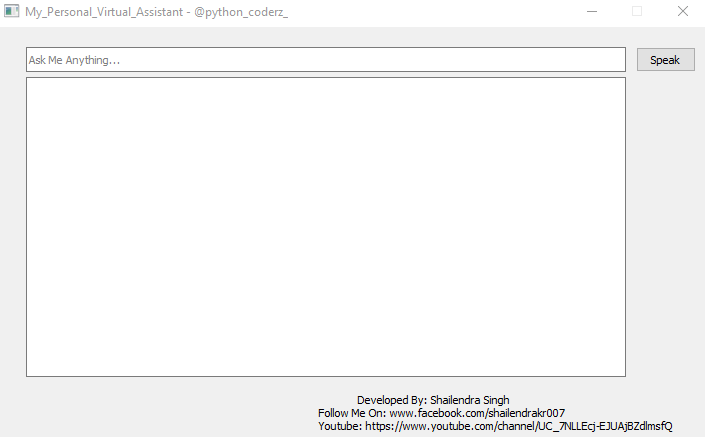 My_Personal_Virtual_Assistant - @python_coderz_
Ask Me Anything...
Speak
Developed By: Shailendra Singh
Follow Me On: www.facebook.com/shailendrakr007
Youtube: https://www.youtube.com/channel/UC_7NLLEcj-EJUAjBZdlmsfQ